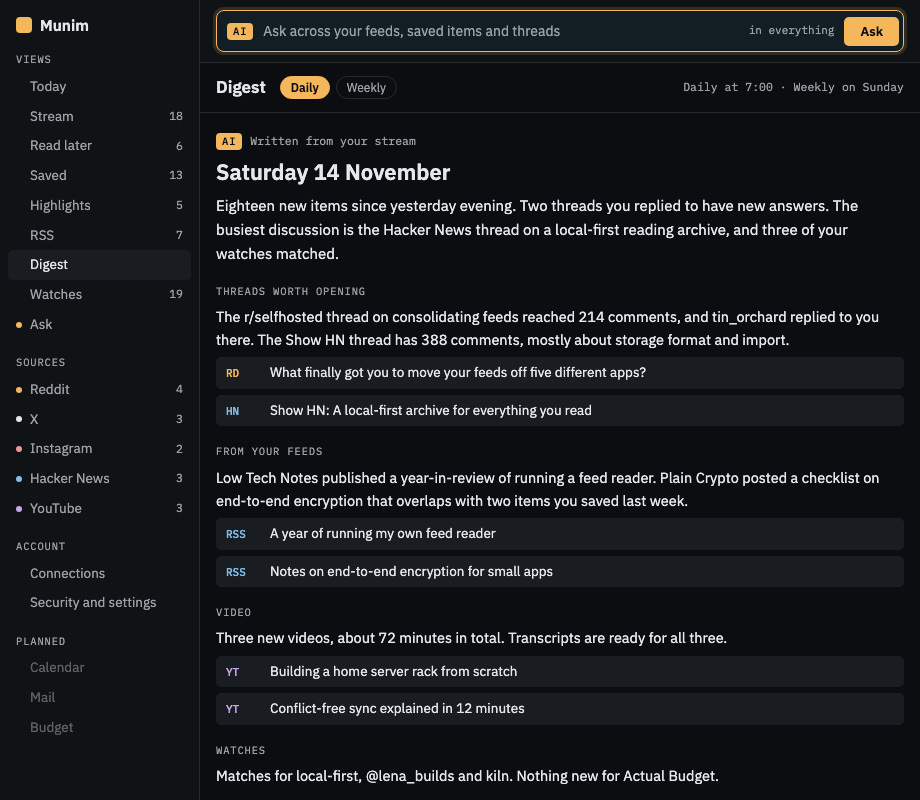 Munim
VIEWS
Today
Stream 18
Read later 6
Saved 13
Highlights 5
RSS 7
Digest
Watches 19
Ask
SOURCES
Reddit 4
X 3
Instagram 2
Hacker News 3
YouTube 3
ACCOUNT
Connections
Security and settings
PLANNED
Calendar
Mail
Budget
AI Ask across your feeds, saved items and threads in everything Ask
Digest Daily Weekly Daily at 7:00 · Weekly on Sunday
AI Written from your stream
Saturday 14 November
Eighteen new items since yesterday evening. Two threads you replied to have new answers. The
busiest discussion is the Hacker News thread on a local-first reading archive, and three of your
watches matched.
THREADS WORTH OPENING
The r/selfhosted thread on consolidating feeds reached 214 comments, and tin_orchard replied to you
there. The Show HN thread has 388 comments, mostly about storage format and import.
RD What finally got you to move your feeds off five different apps?
HN Show HN: A local-first archive for everything you read
FROM YOUR FEEDS
Low Tech Notes published a year-in-review of running a feed reader. Plain Crypto posted a checklist on
end-to-end encryption that overlaps with two items you saved last week.
RSS A year of running my own feed reader
RSS Notes on end-to-end encryption for small apps
VIDEO
Three new videos, about 72 minutes in total. Transcripts are ready for all three.
YT Building a home server rack from scratch
YT Conflict-free sync explained in 12 minutes
WATCHES
Matches for local-first, @lena_builds and kiln. Nothing new for Actual Budget.